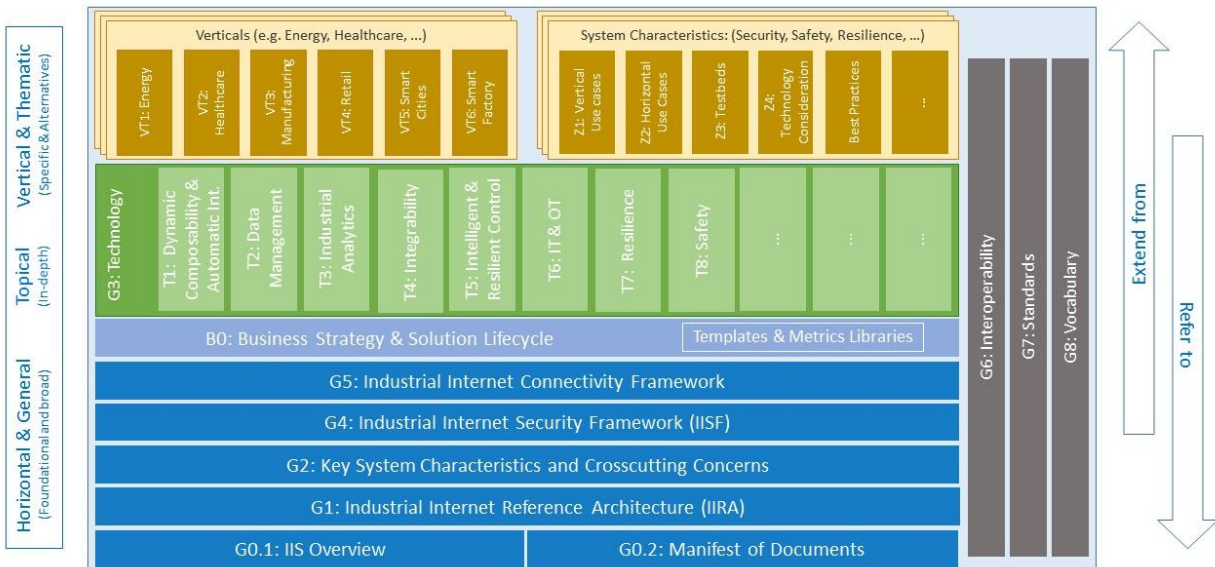 Vertical & Thematic
(Specific & Alternatives)
Topical
(In-depth)
Horizontal & General
(Foundational and broad)
Verticals (e.g. Energy, Healthcare, ...)
VT1: Energy
VT2:
Healthcare
VT3:
Manufacturing
VT4: Retail
VT5: Smart
Cities
VT6: Smart
Factory
System Characteristics: (Security, Safety, Resilience, ...)
Z1: Vertical
Use cases
Z2: Horizontal
Use Cases
Z3: Testbeds
Z4:
Technology
Consideration
Best Practices
...
G3: Technology
T1: Dynamic
Composability &
Automatic Int.
T2: Data
Management
T3: Industrial
Analytics
T4: Integrability
T5: Intelligent &
Resilient Control
T6: IT & OT
T7: Resilience
T8: Safety
...
...
...
B0: Business Strategy & Solution Lifecycle
Templates & Metrics Libraries
G5: Industrial Internet Connectivity Framework
G4: Industrial Internet Security Framework (IISF)
G2: Key System Characteristics and Crosscutting Concerns
G1: Industrial Internet Reference Architecture (IIRA)
G0.1: IIS Overview
G0.2: Manifest of Documents
G6: Interoperability
G7: Standards
G8: Vocabulary
Extend from
Refer to